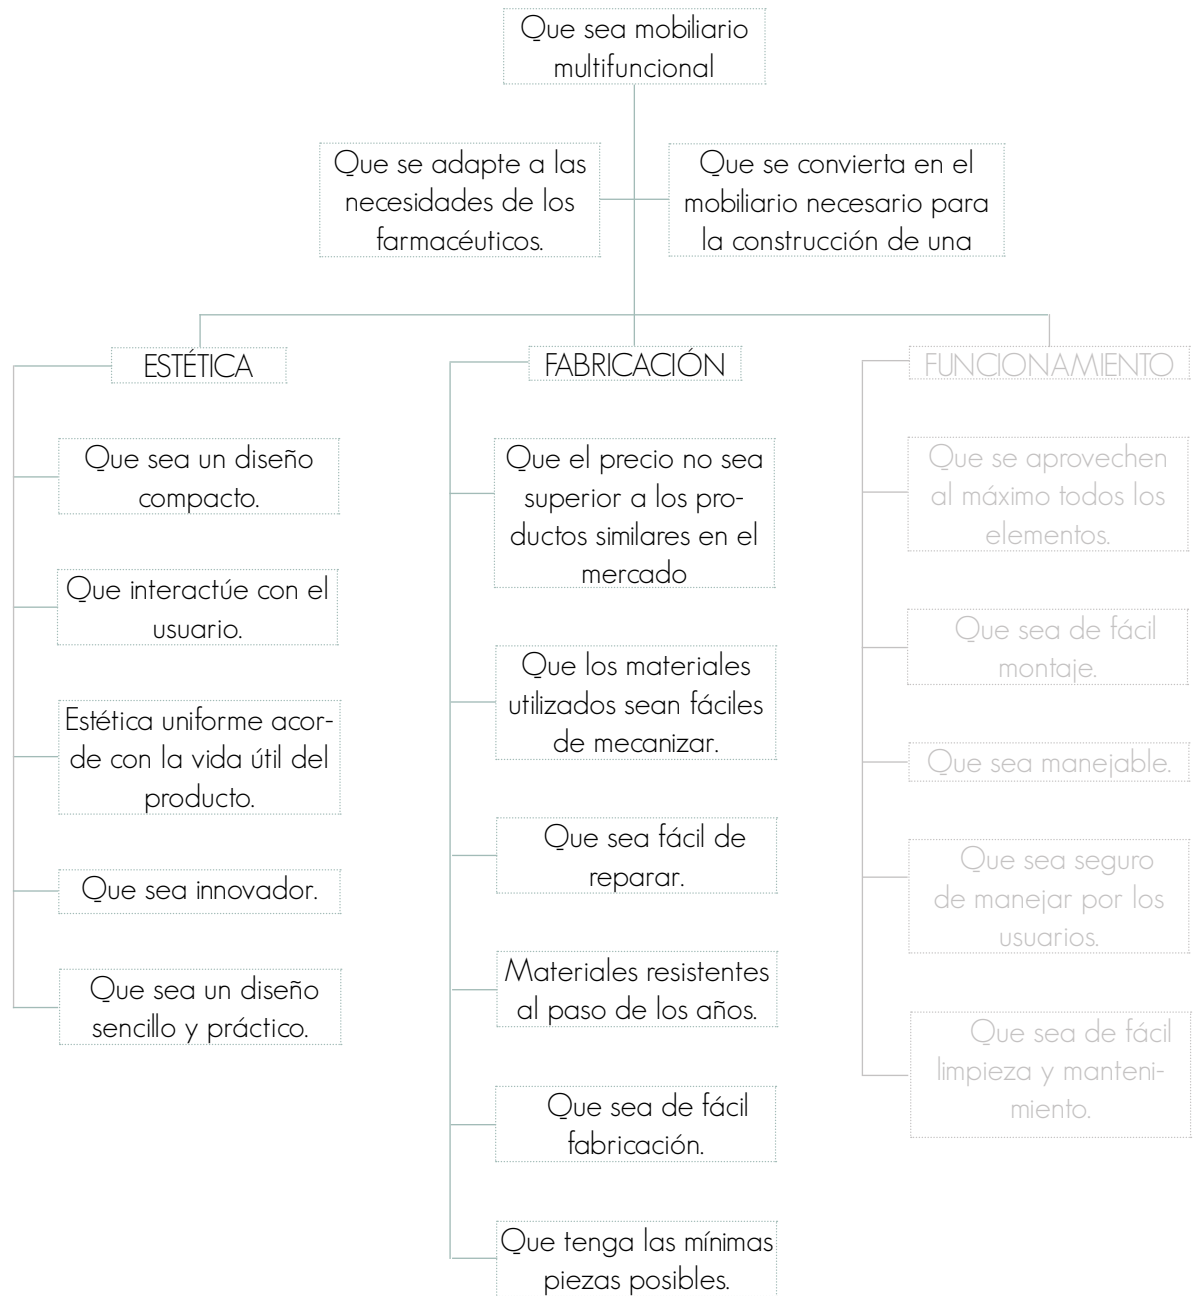 Que sea mobiliario
multifuncional
Que se adapte a las
necesidades de los
farmacéuticos.
Que se convierta en el
mobiliario necesario para
la construcción de una
ESTÉTICA
Que sea un diseño
compacto.
Que interactúe con el
usuario.
Estética uniforme acor-
de con la vida útil del
producto.
Que sea innovador.
Que sea un diseño
sencillo y práctico.
FABRICACIÓN
Que el precio no sea
superior a los pro-
ductos similares en el
mercado
Que los materiales
utilizados sean fáciles
de mecanizar.
Que sea fácil de
reparar.
Materiales resistentes
al paso de los años.
Que sea de fácil
fabricación.
Que tenga las mínimas
piezas posibles.
FUNCIONAMIENTO
Que se aprovechen
al máximo todos los
elementos.
Que sea de fácil
montaje.
Que sea manejable.
Que sea seguro
de manejar por los
usuarios.
Que sea de fácil
limpieza y manteni-
miento.